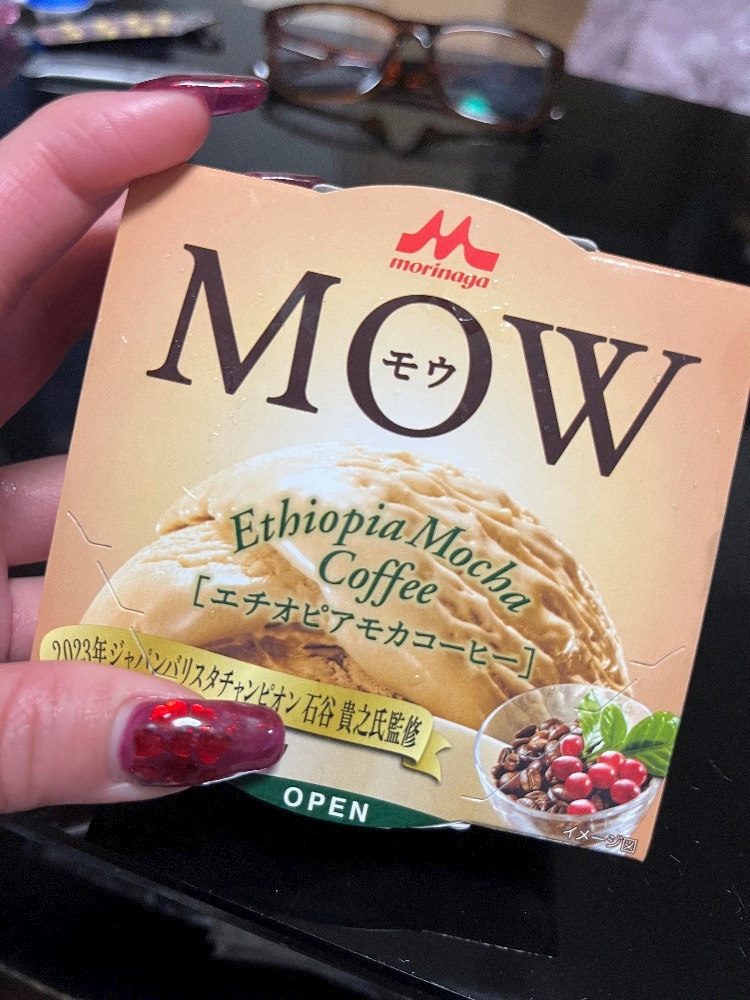 morinaga
MOW
モゥ
Ethiopia Mocha
Coffee
[エチオピアモカコーヒー]
2023年ジャパンバリスタチャンピオン 石谷 貴之氏監修
OPEN
イメージ図